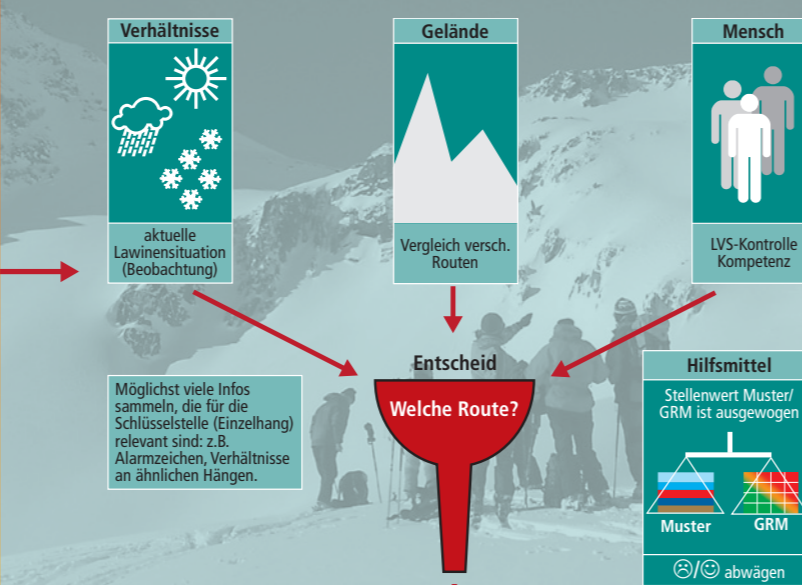 Verhältnisse
aktuelle
Lawinensituation
(Beobachtung)
Gelände
Vergleich versch.
Routen
Mensch
LVS-Kontrolle
Kompetenz
Möglichst viele Infos
sammeln, die für die
Schlüsselstelle (Einzelhang)
relevant sind: z.B.
Alarmzeichen, Verhältnisse
an ähnlichen Hängen.
Entscheid
Welche Route?
Hilfsmittel
Stellenwert Muster/
GRM ist ausgewogen
Muster GRM
☹/☺ abwägen